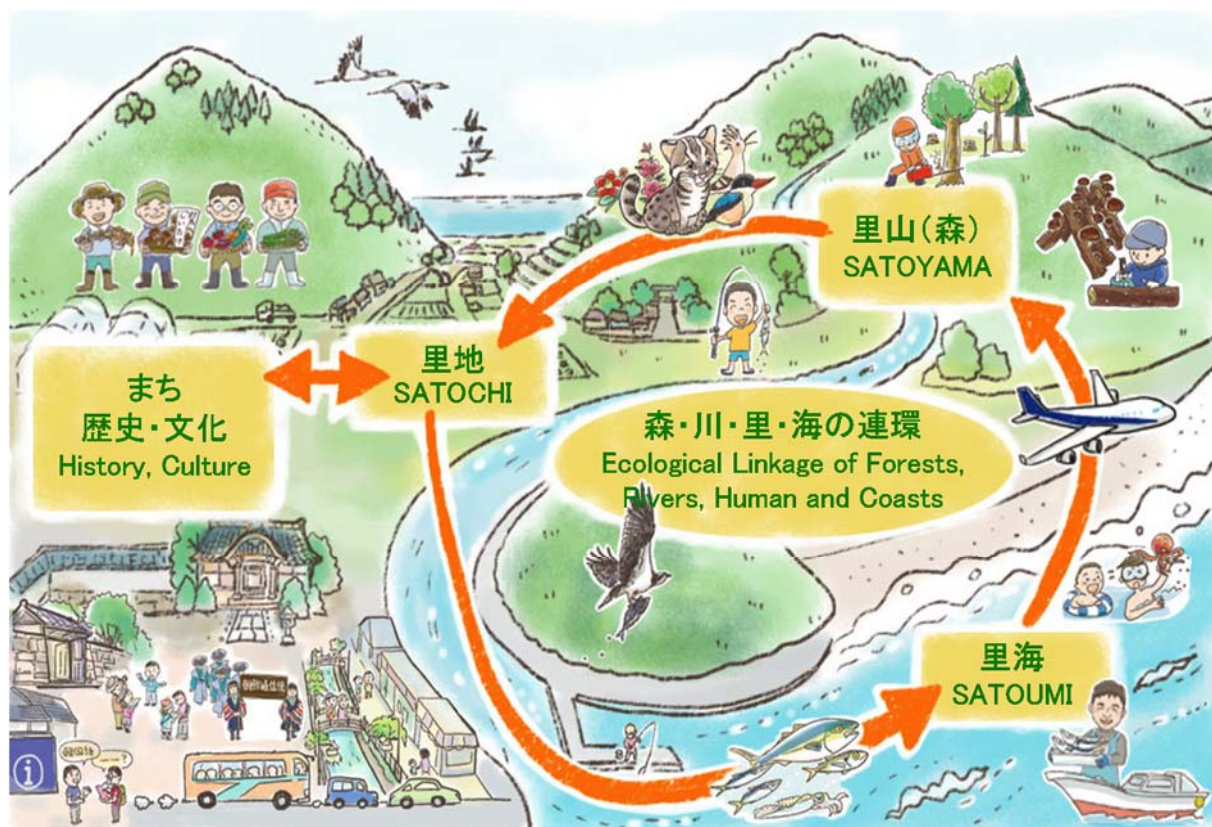 里山(森)
SATOYAMA
里地
SATOCHI
まち
歴史・文化
History, Culture
森・川・里・海の連環
Ecological Linkage of Forests,
Rivers, Human and Coasts
里海
SATOUMI
i